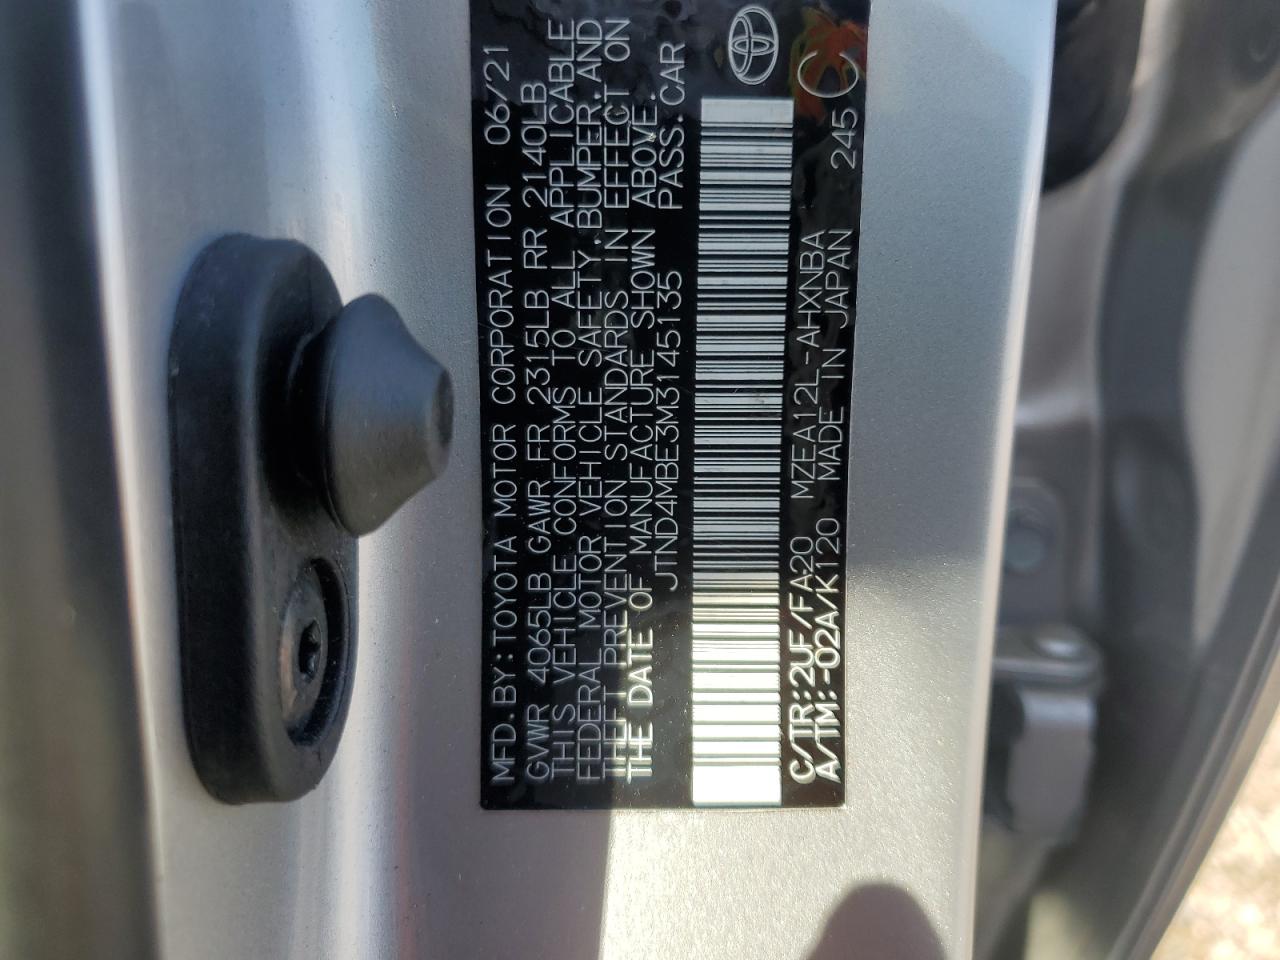 MFD.BY:TOYOTA MOTOR CORPORATION 06/21
GVWR 4065LB GAWR FR 2315LB RR 2140LB
THIS VEHICLE CONFORMS TO ALL APPLICABLE
FEDERAL MOTOR VEHICLE SAFETY,BUMPER,AND
THEFT PREVENTION STANDARDS IN EFFECT ON
THE DATE OF MANUFACTURE SHOWN ABOVE.
JTND4MBE3M3145135 PASS.CAR
C/TR:2UF/FA20 MZEA12L-AHXNBA
A/TM:-02A/K120 MADE IN JAPAN 245 C